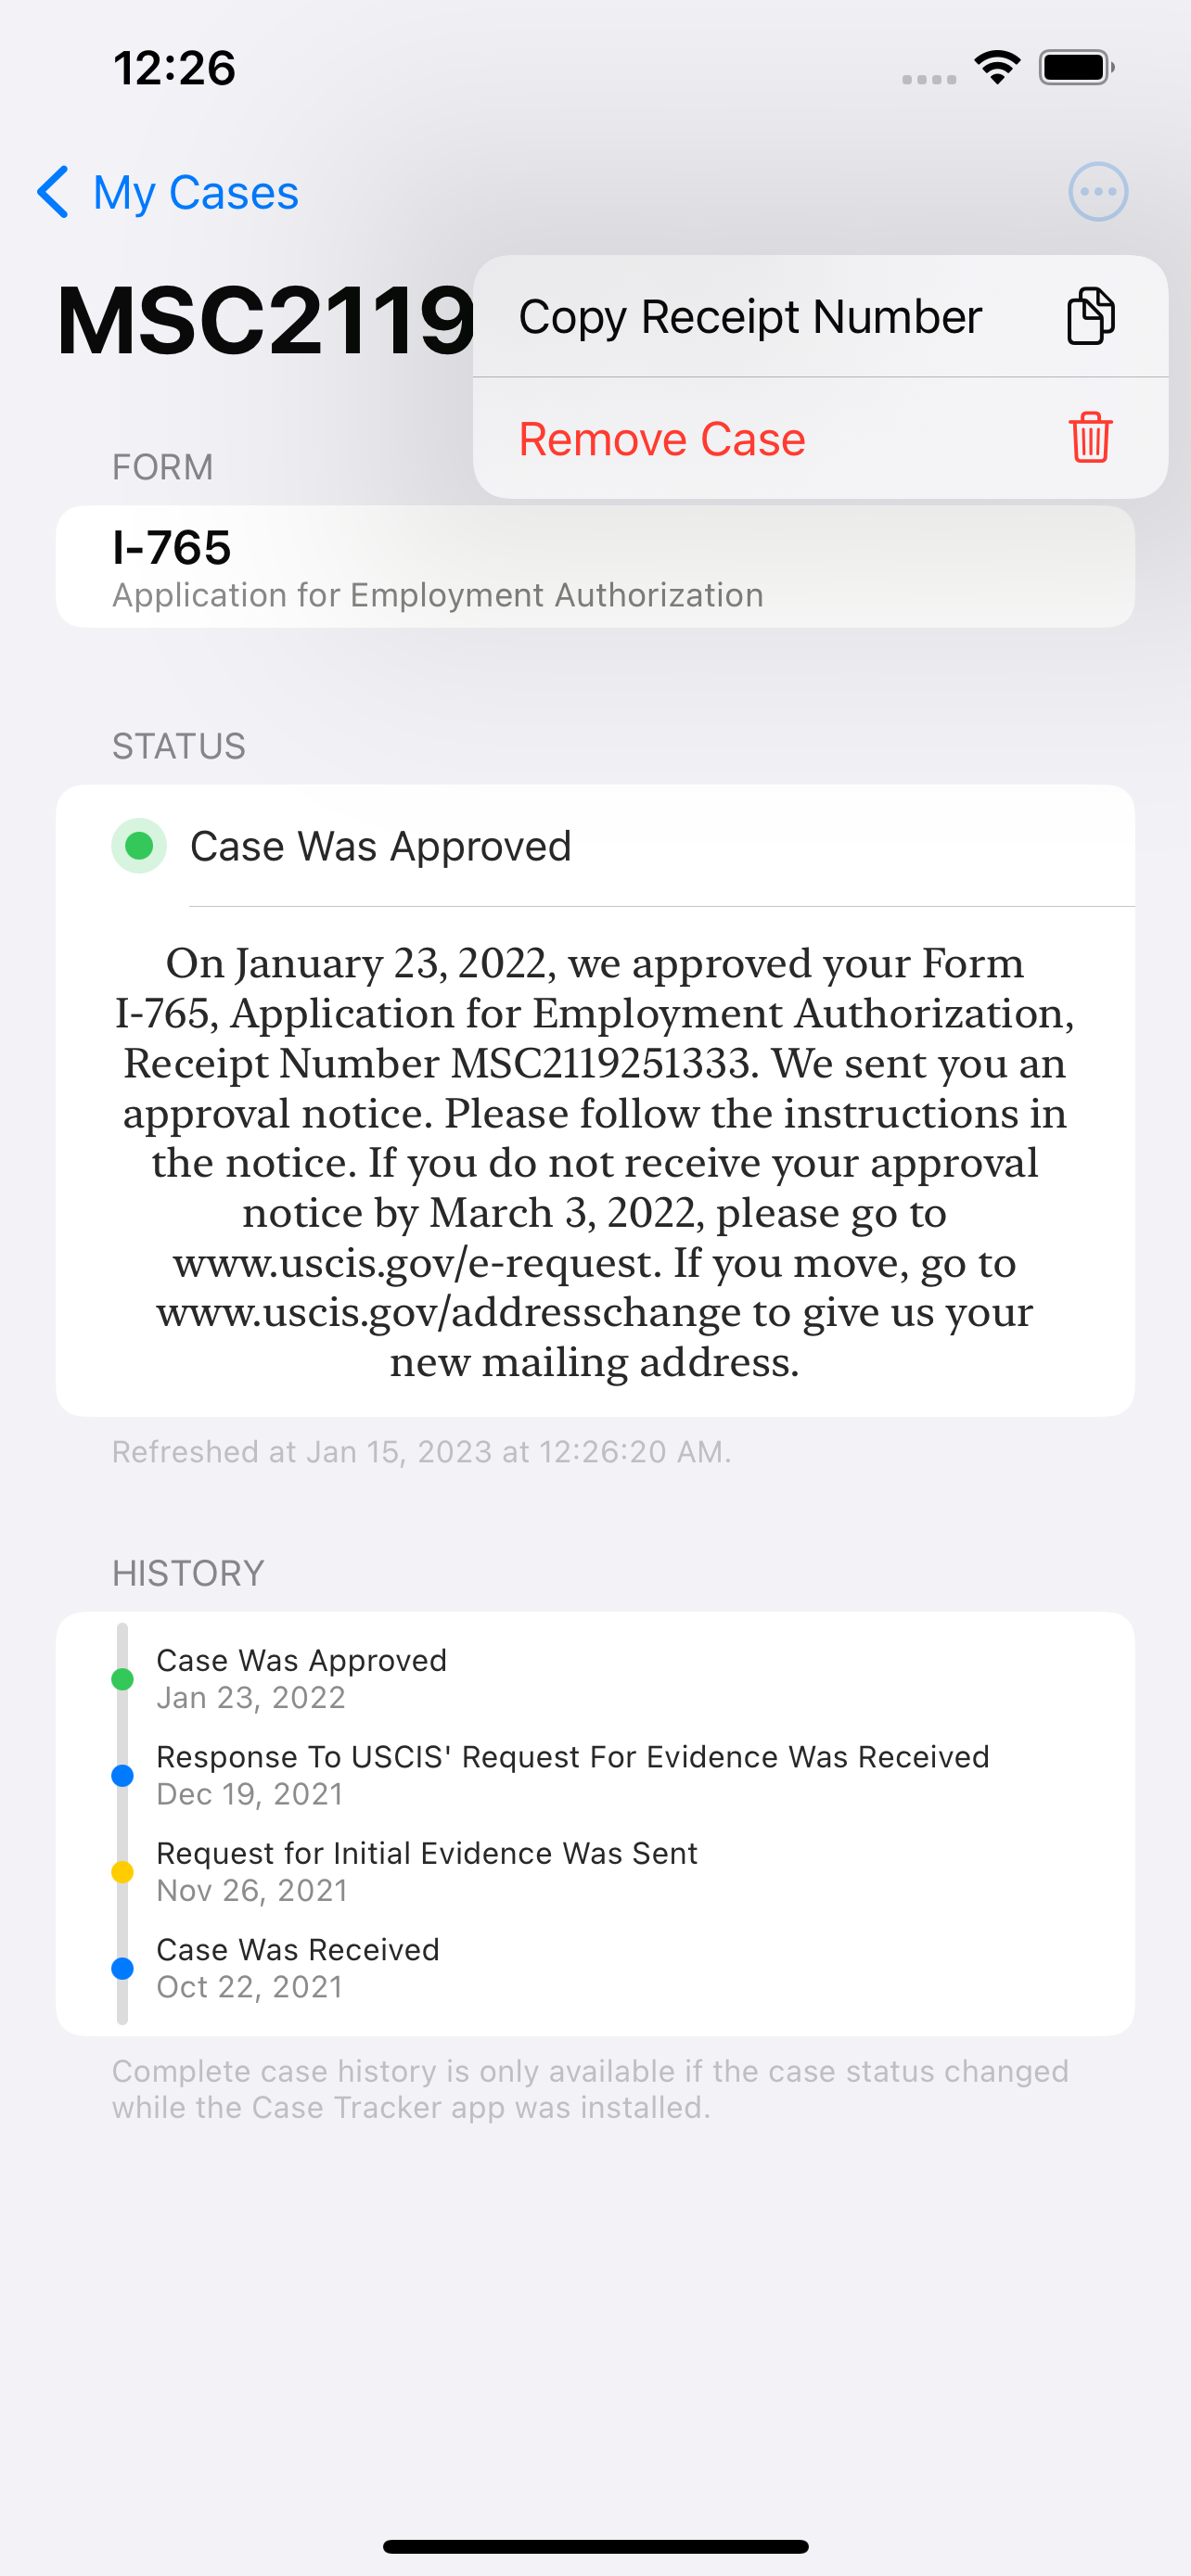 12:26
My Cases
MSC2119
Copy Receipt Number
Remove Case
FORM
I-765
Application for Employment Authorization
STATUS
Case Was Approved
On January 23, 2022, we approved your Form
I-765, Application for Employment Authorization,
Receipt Number MSC2119251333. We sent you an
approval notice. Please follow the instructions in
the notice. If you do not receive your approval
notice by March 3, 2022, please go to
www.uscis.gov/e-request. If you move, go to
www.uscis.gov/addresschange to give us your
new mailing address.
Refreshed at Jan 15, 2023 at 12:26:20 AM.
HISTORY
Case Was Approved
Jan 23, 2022
Response To USCIS' Request For Evidence Was Received
Dec 19, 2021
Request for Initial Evidence Was Sent
Nov 26, 2021
Case Was Received
Oct 22, 2021
Complete case history is only available if the case status changed
while the Case Tracker app was installed.